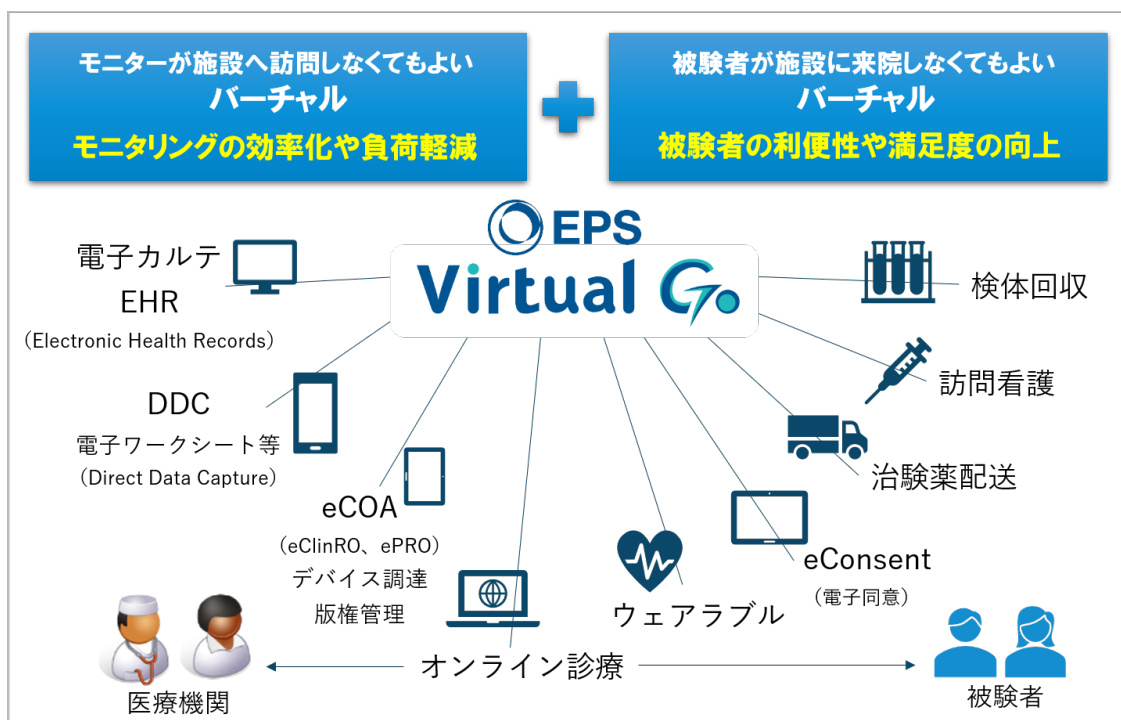 モニターが施設へ訪問しなくてもよい
バーチャル
モニタリングの効率化や負荷軽減
被験者が施設に来院しなくてもよい
バーチャル
被験者の利便性や満足度の向上
EPS
Virtual Go
電子カルテ
EHR
(Electronic Health Records)
DDC
電子ワークシート等
(Direct Data Capture)
eCOA
(eClinRO、ePRO)
デバイス調達
版権管理
オンライン診療
ウェアラブル
eConsent
(電子同意)
治験薬配送
訪問看護
検体回収
医療機関
被験者